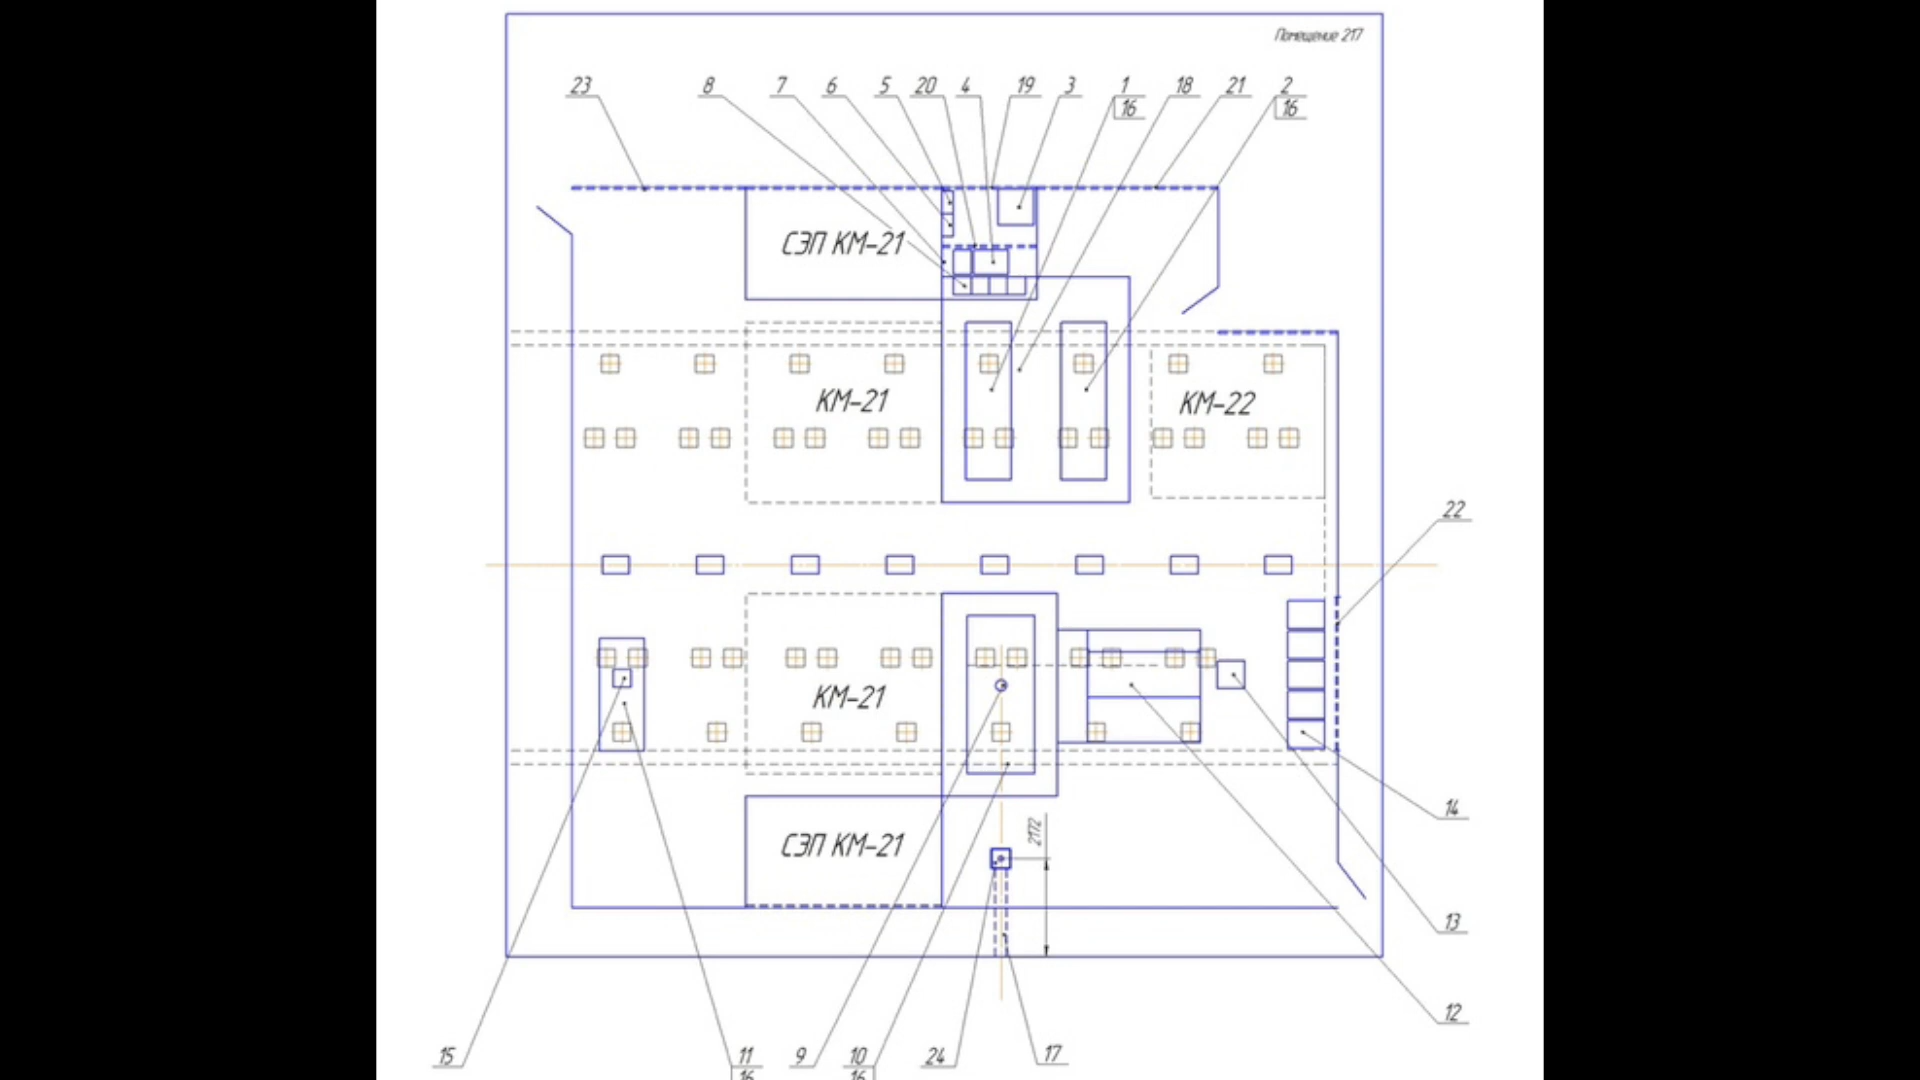 Помещение 217
23 8 7 6 5 20 4 19 3 1 18 21 2
16 16
СЭП КМ-21
КМ-21 КМ-22
22
КМ-21
14
СЭП КМ-21 2172
13
12
15 11 9 10 24 17
16 16